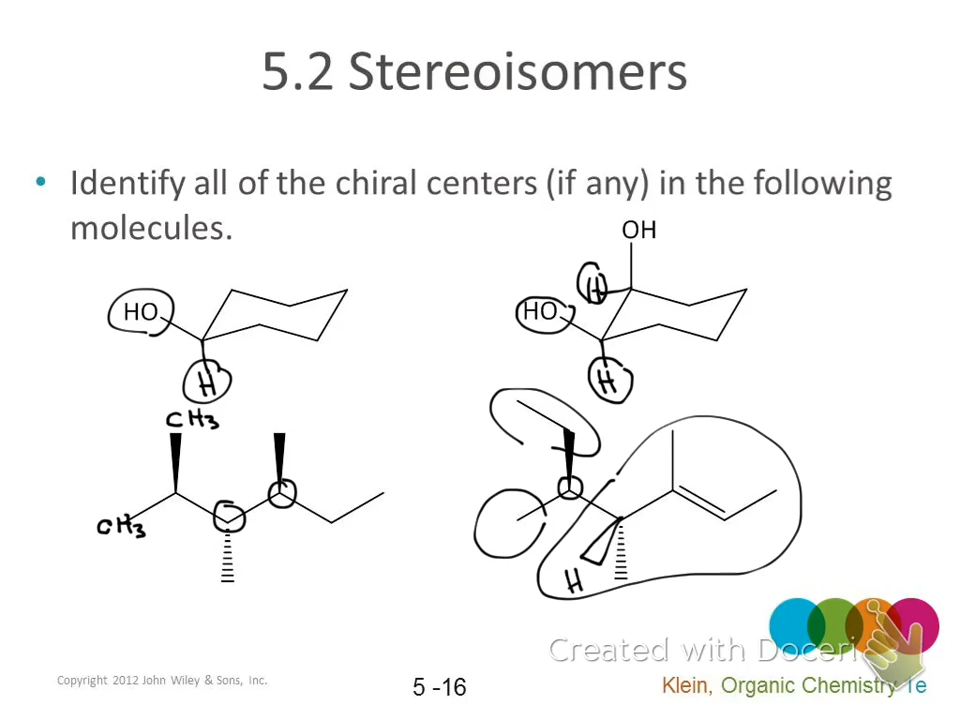 5.2 Stereoisomers
• Identify all of the chiral centers (if any) in the following
molecules.
OH
HO
H
HO
H
H
CH3
CH3
H
Created with Doceri
Copyright 2012 John Wiley & Sons, Inc.
5 -16
Klein, Organic Chemistry 1e